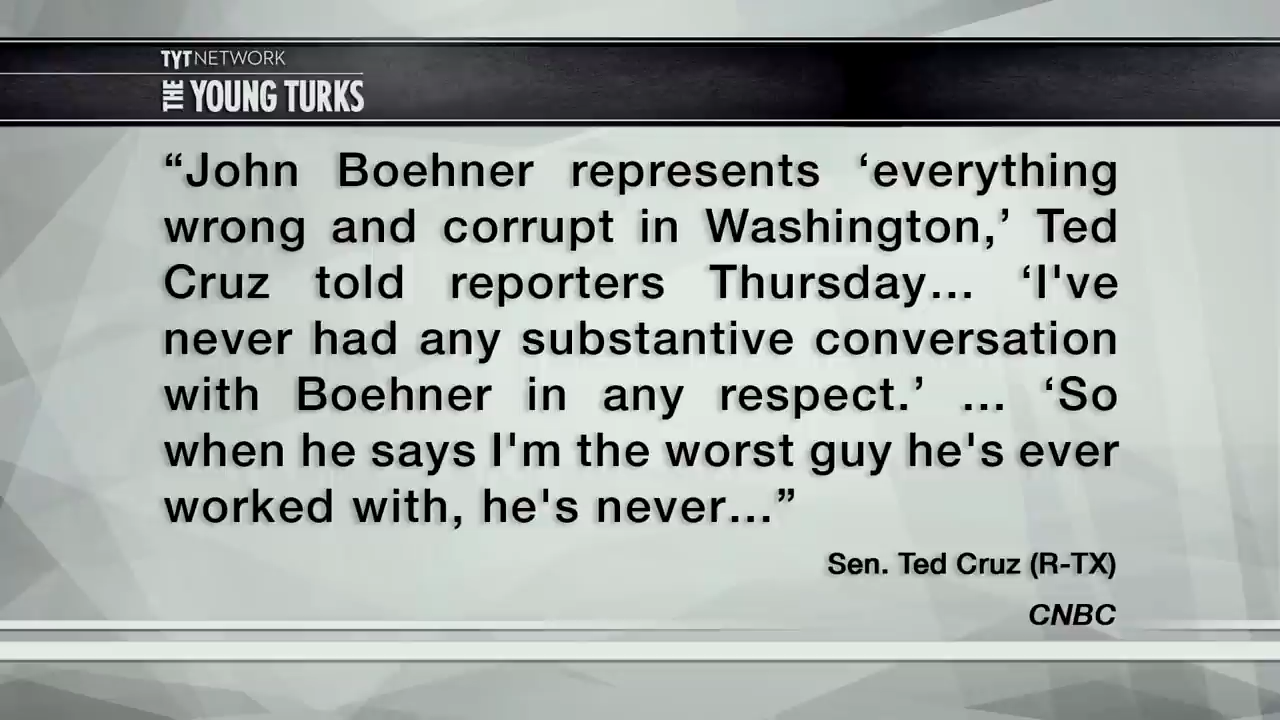 TYT NETWORK
THE YOUNG TURKS
“John Boehner represents ‘everything
wrong and corrupt in Washington,’ Ted
Cruz told reporters Thursday... ‘I've
never had any substantive conversation
with Boehner in any respect.’ ... ‘So
when he says I'm the worst guy he's ever
worked with, he's never...”
Sen. Ted Cruz (R-TX)
CNBC